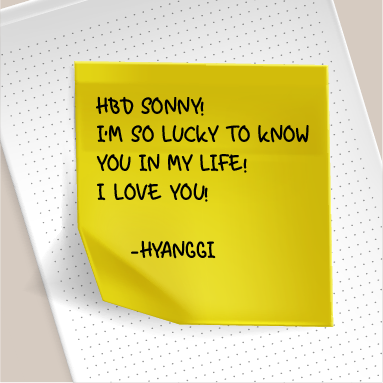 HBD SONNY!
I'M SO LUCKY TO KNOW
YOU IN MY LIFE!
I LOVE YOU!
-HYANGGI